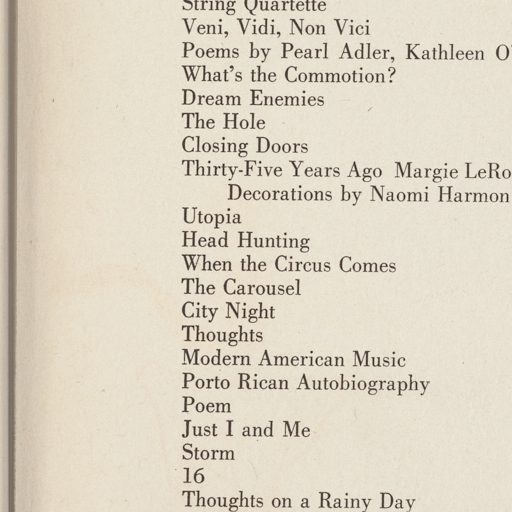 String Quartette
Veni, Vidi, Non Vici
Poems by Pearl Adler, Kathleen
What's the Commotion?
Dream Enemies
The Hole
Closing Doors
Thirty-Five Years Ago Margie LeRo
Decorations by Naomi Harmon
Utopia
Head Hunting
When the Circus Comes
The Carousel
City Night
Thoughts
Modern American Music
Porto Rican Autobiography
Poem
Just I and Me
Storm
16
Thoughts on a Rainy Day